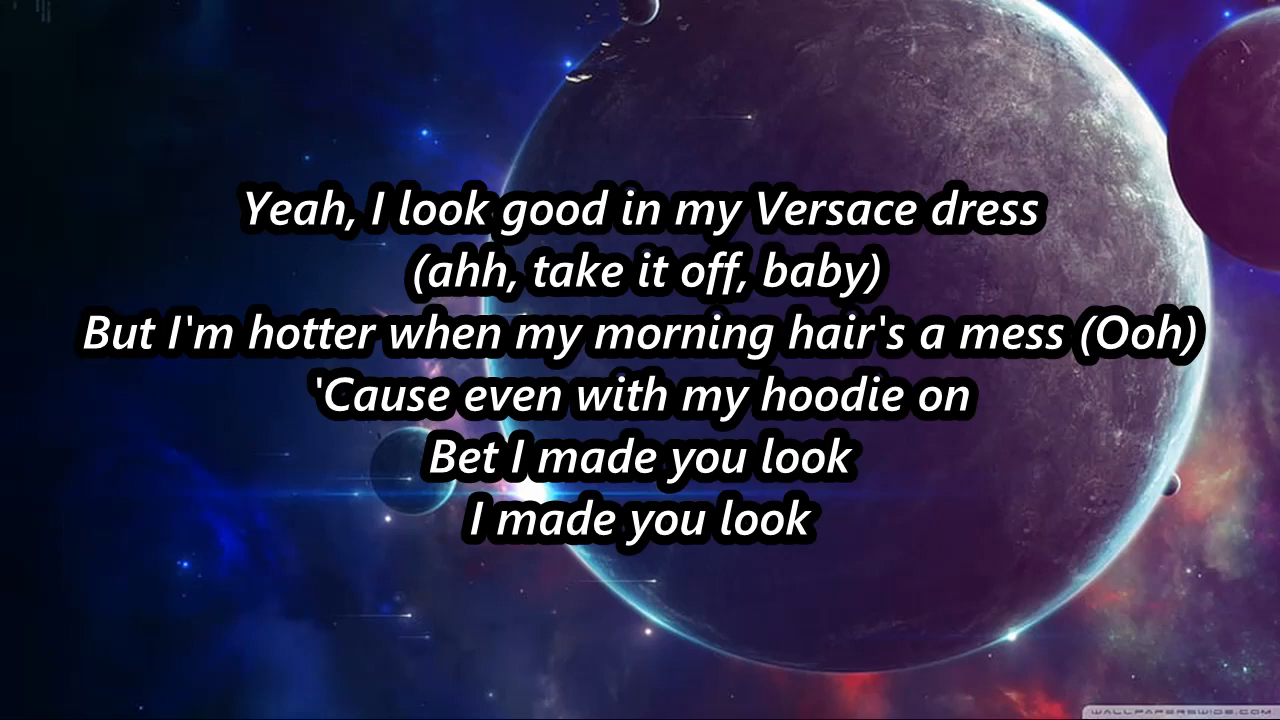 Yeah, I look good in my Versace dress
(ahh, take it off, baby)
But I'm hotter when my morning hair's a mess (Ooh)
'Cause even with my hoodie on
Bet I made you look
I made you look
WALLPAPERSWIDE.COM